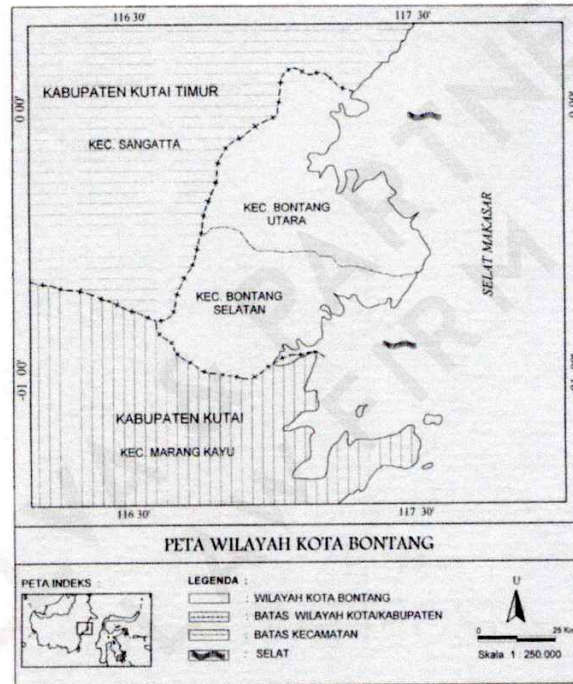 116 30'
117 30'
0 00'
KABUPATEN KUTAI TIMUR
KEC. SANGATTA
KEC. BONTANG
UTARA
SELAT MAKASAR
KEC. BONTANG
SELATAN
-01 00'
KABUPATEN KUTAI
KEC. MARANG KAYU
116 30'
117 30'
PETA WILAYAH KOTA BONTANG
PETA INDEKS :
LEGENDA :
: WILAYAH KOTA BONTANG
: BATAS WILAYAH KOTA/KABUPATEN
: BATAS KECAMATAN
: SELAT
U
0 25 Km
Skala 1 : 250.000